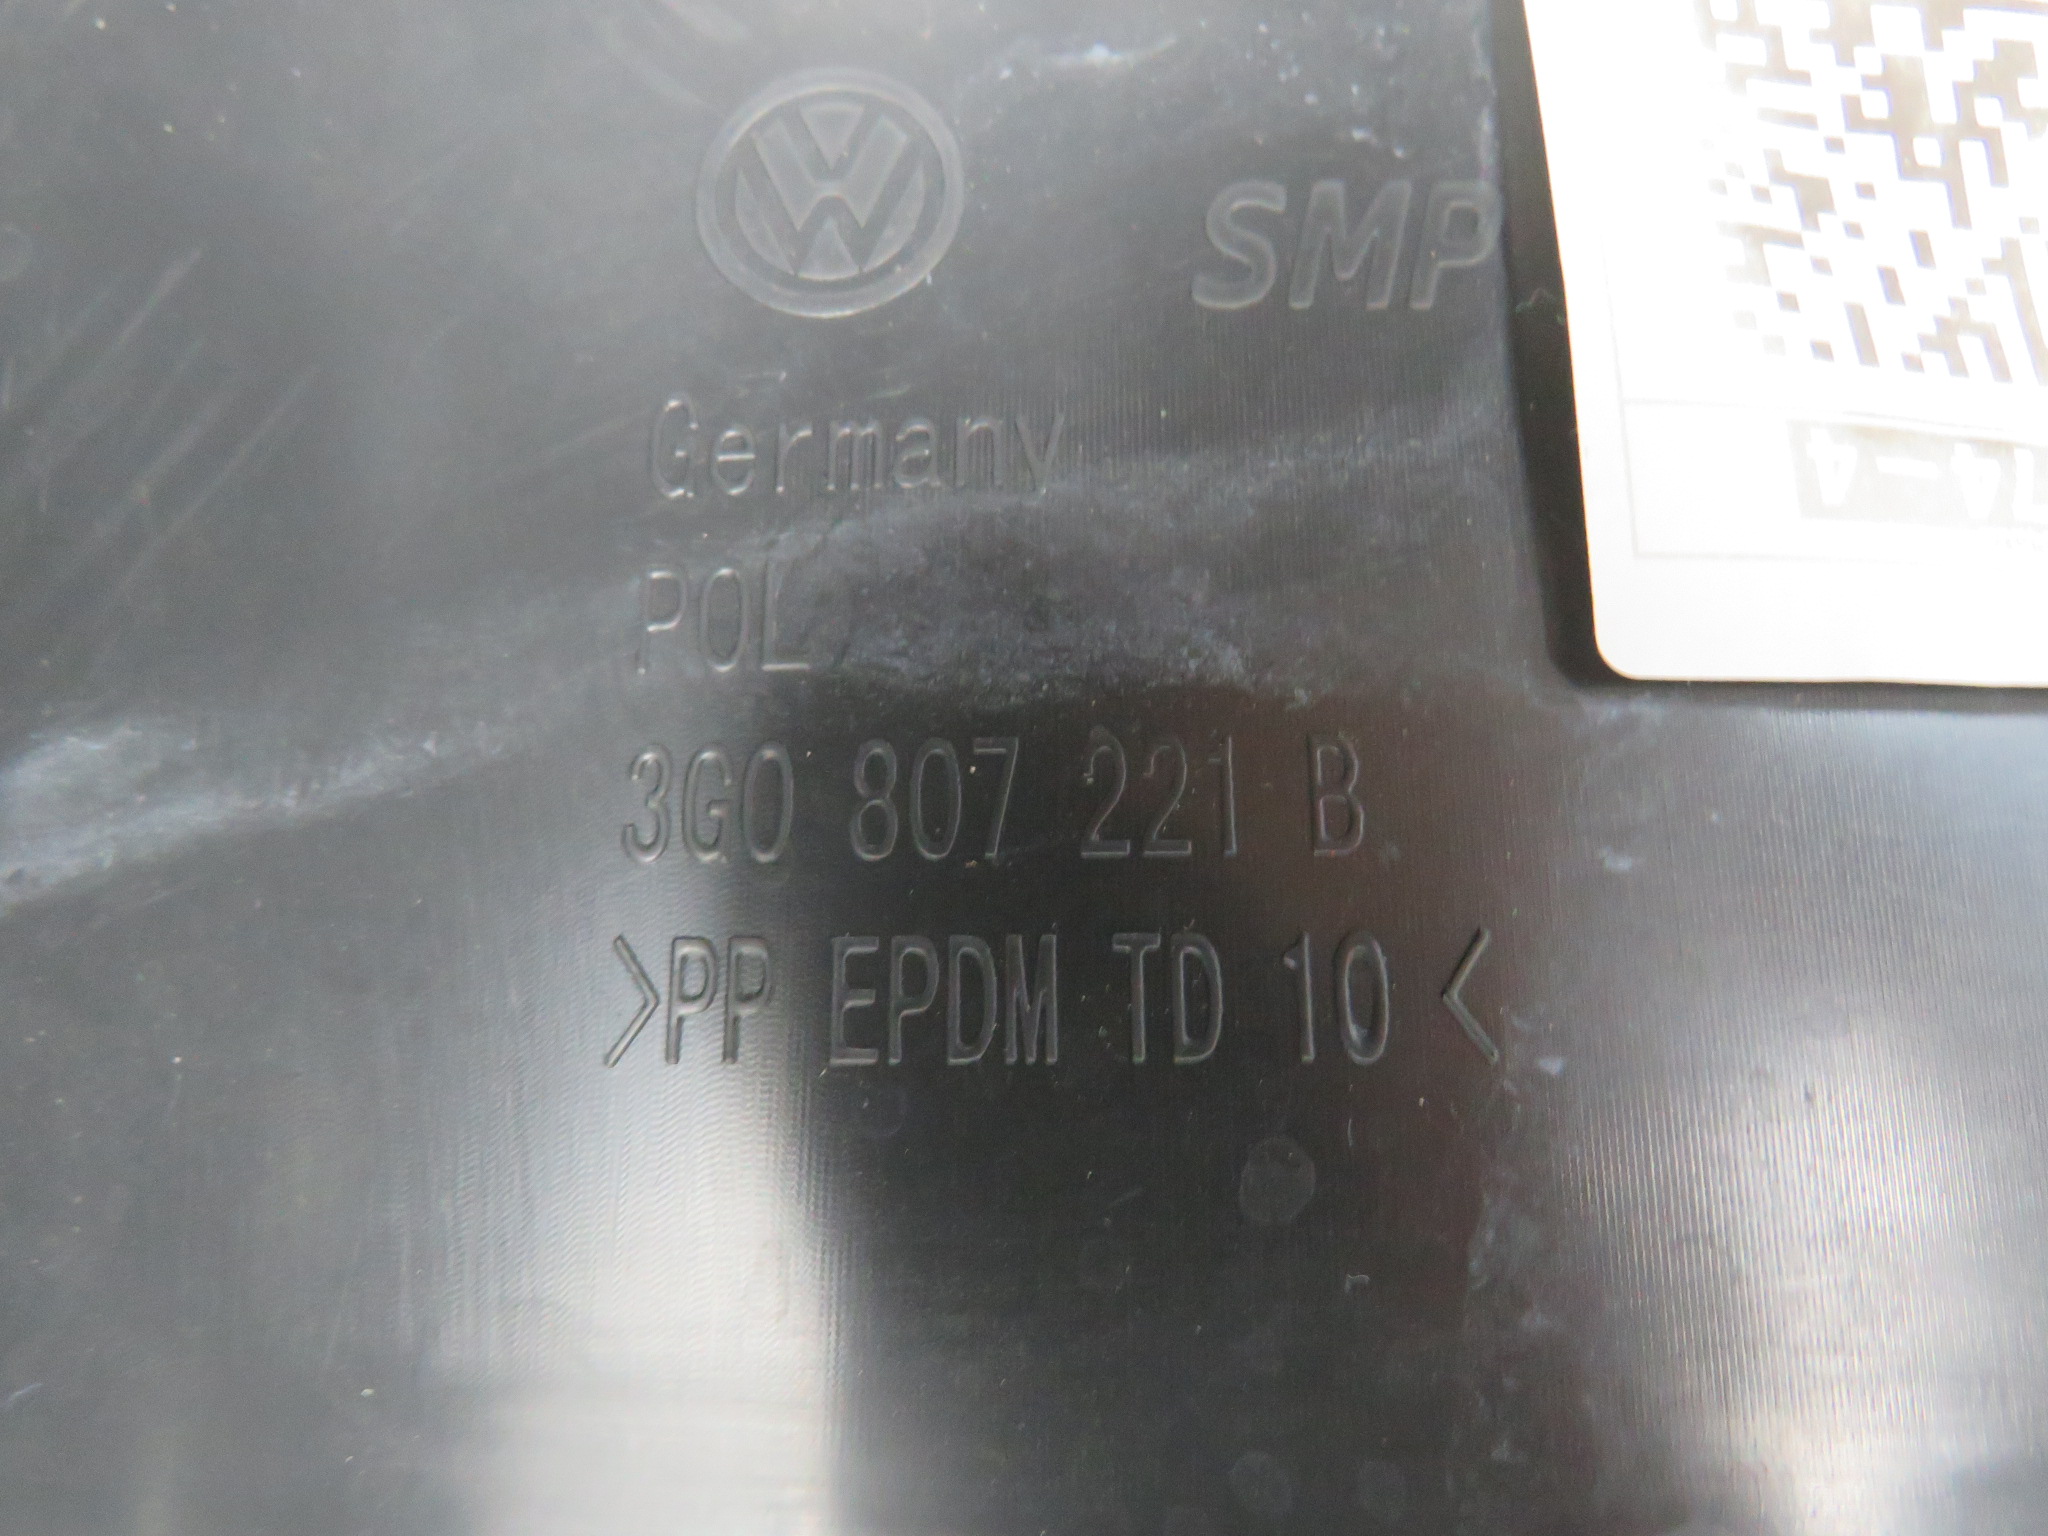 SMP
Germany
POL
3G0 807 221 B
>PP EPDM TD 10 <